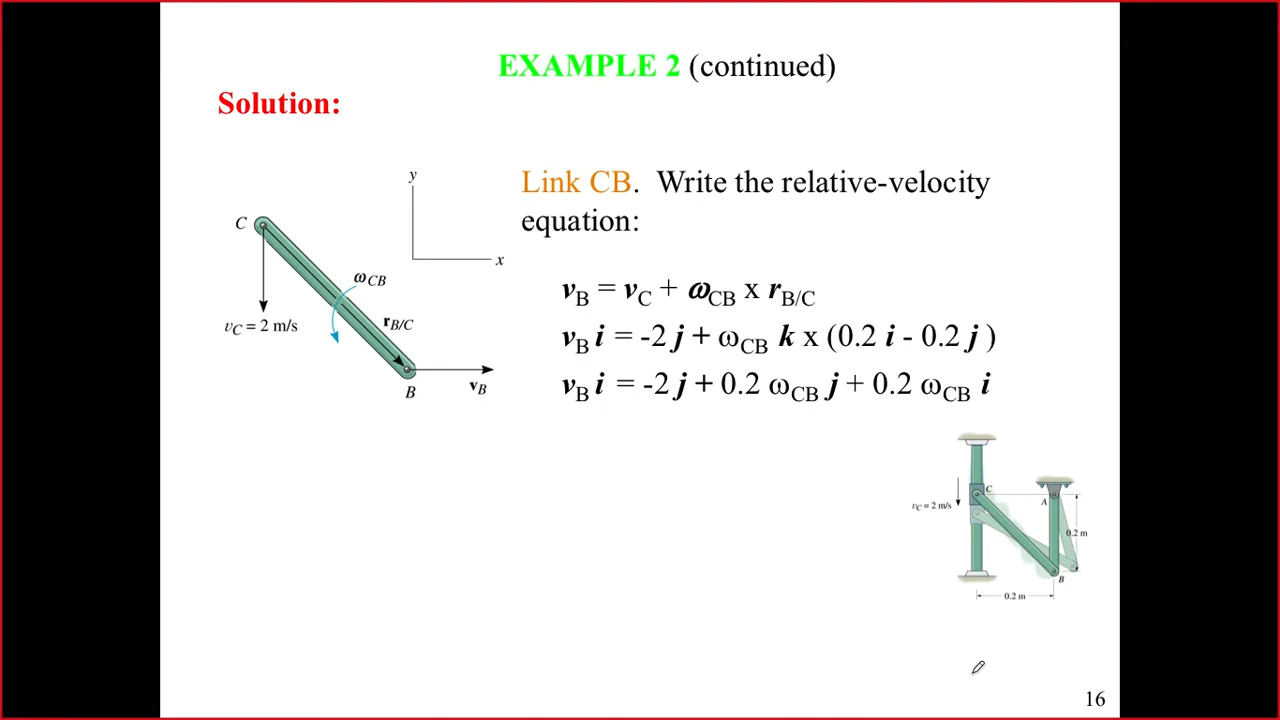 EXAMPLE 2 (continued)
Solution:
Link CB. Write the relative-velocity
equation:
v_B = v_C + ω_CB x r_B/C
v_B i = -2 j + ω_CB k x (0.2 i - 0.2 j )
v_B i = -2 j + 0.2 ω_CB j + 0.2 ω_CB i
y
x
C
ω_CB
r_B/C
υ_C = 2 m/s
B
v_B
C
A
υ_C = 2 m/s
0.2 m
B
0.2 m
16